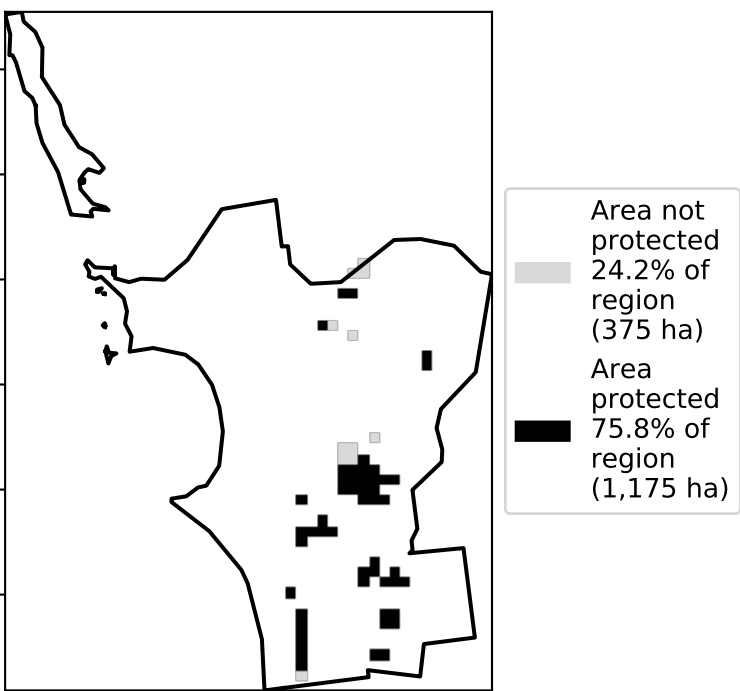 Area not
protected
24.2% of
region
(375 ha)
Area
protected
75.8% of
region
(1,175 ha)